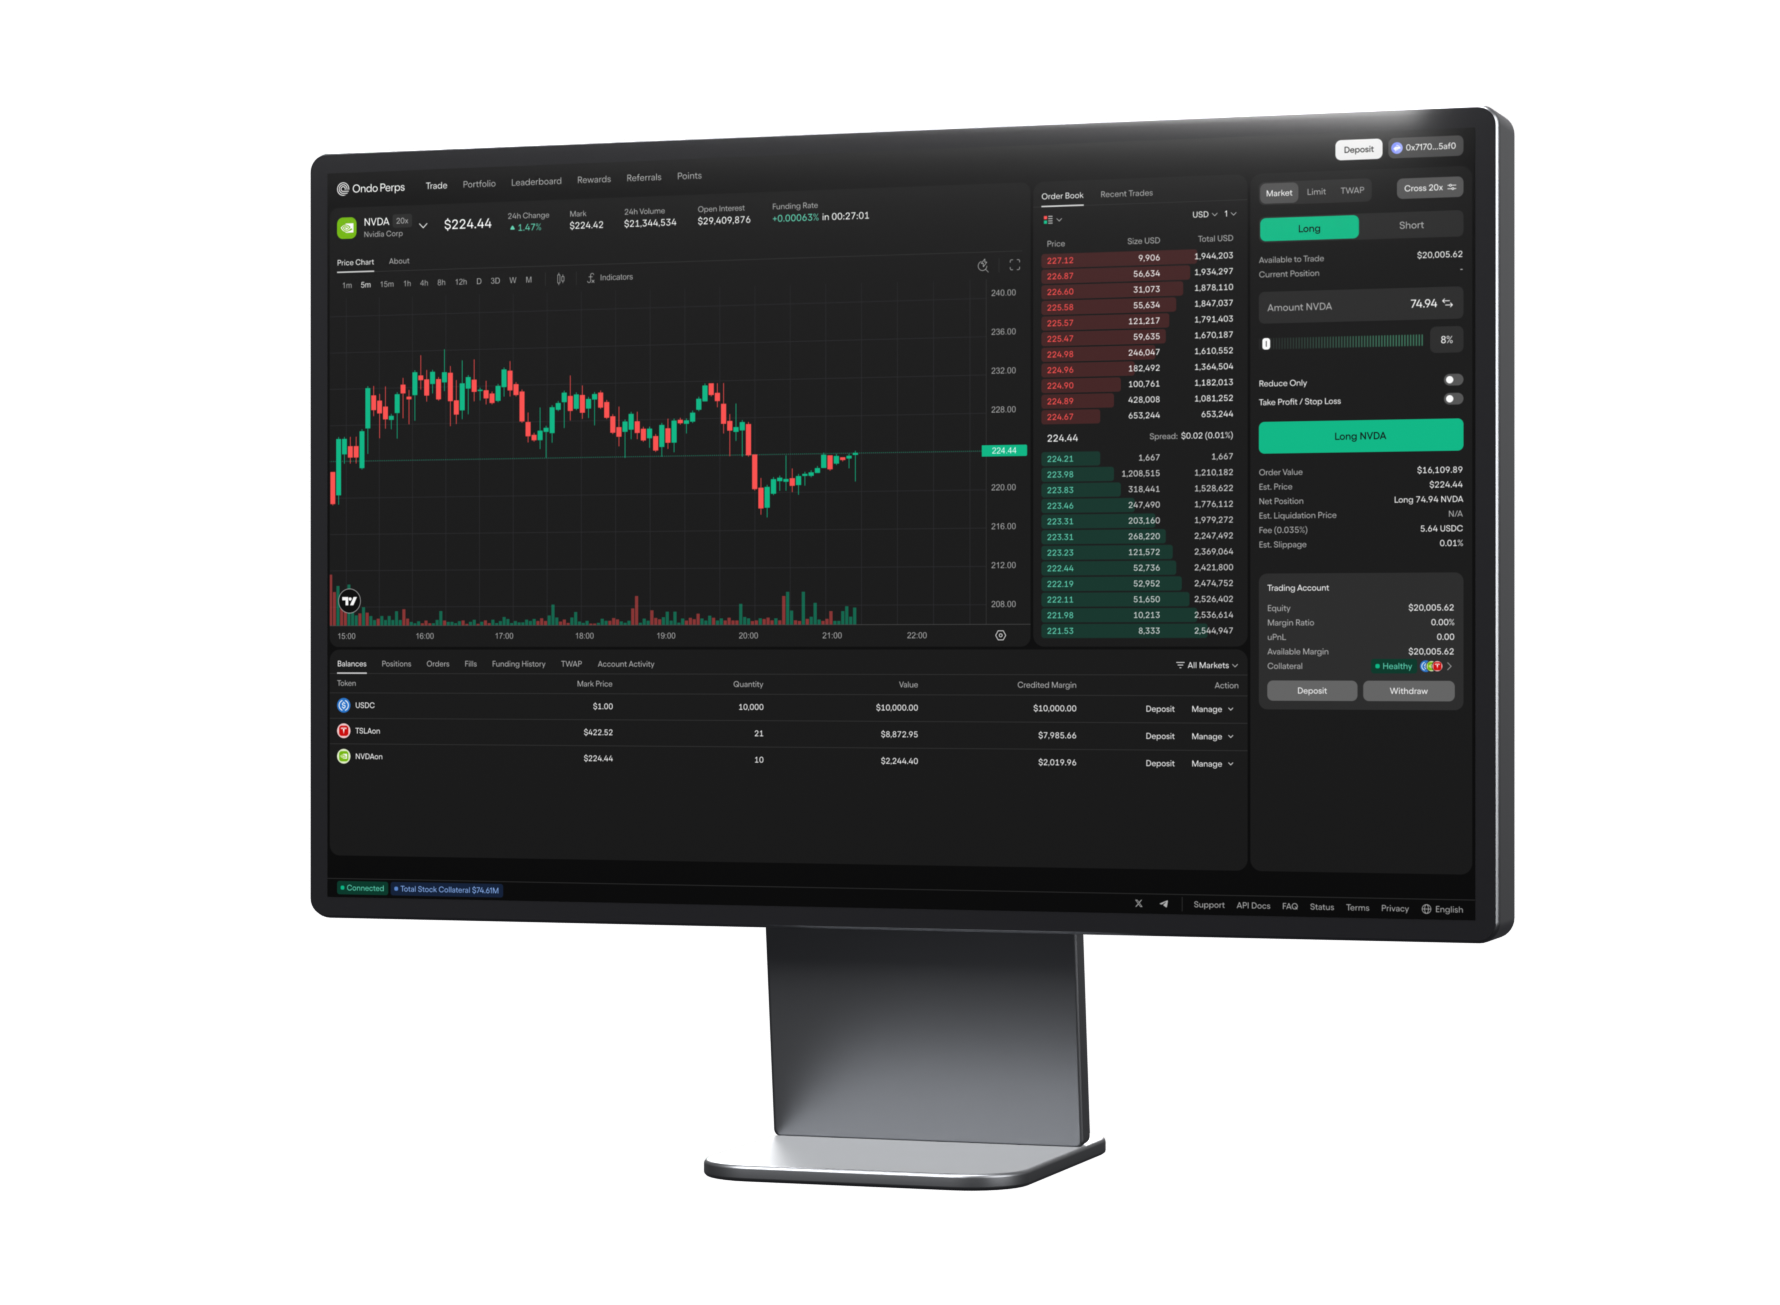 Deposit
0x7170...5af0
Ondo Perps
Trade
Portfolio
Leaderboard
Rewards
Referrals
Points
NVDA 20x
Nvidia Corp
$224.44
24h Change
1.47%
Mark
$224.42
24h Volume
$21,344,534
Open Interest
$29,409,876
Funding Rate
+0.00063% in 00:27:01
Price Chart
About
1m 5m 15m 1h 4h 8h 12h D 3D W M
Indicators
240.00
236.00
232.00
228.00
224.44
220.00
216.00
212.00
208.00
15:00 16:00 17:00 18:00 19:00 20:00 21:00 22:00
Order Book
Recent Trades
USD 1
Price Size USD Total USD
227.12 9,906 1,944,203
226.87 56,634 1,934,297
226.60 31,073 1,878,110
225.58 55,634 1,847,037
225.57 121,217 1,791,403
225.47 59,635 1,670,187
224.98 246,047 1,610,552
224.96 182,492 1,364,504
224.90 100,761 1,182,013
224.89 428,008 1,081,252
224.67 653,244 653,244
224.44 Spread: $0.02 (0.01%)
224.21 1,667 1,667
223.98 1,208,515 1,210,182
223.83 318,441 1,528,622
223.46 247,490 1,776,112
223.31 203,160 1,979,272
223.31 268,220 2,247,492
223.23 121,572 2,369,064
222.44 52,736 2,421,800
222.19 52,952 2,474,752
222.11 51,650 2,526,402
221.98 10,213 2,536,614
221.53 8,333 2,544,947
Market
Limit
TWAP
Cross 20x
Long
Short
Available to Trade $20,005.62
Current Position -
Amount NVDA 74.94
8%
Reduce Only
Take Profit / Stop Loss
Long NVDA
Order Value $16,109.89
Est. Price $224.44
Net Position Long 74.94 NVDA
Est. Liquidation Price N/A
Fee (0.035%) 5.64 USDC
Est. Slippage 0.01%
Trading Account
Equity $20,005.62
Margin Ratio 0.00%
uPnL 0.00
Available Margin $20,005.62
Collateral Healthy
Deposit
Withdraw
Balances
Positions
Orders
Fills
Funding History
TWAP
Account Activity
All Markets
Token Mark Price Quantity Value Credited Margin Action
USDC $1.00 10,000 $10,000.00 $10,000.00 Deposit Manage
TSLAon $422.52 21 $8,872.95 $7,985.66 Deposit Manage
NVDAon $224.44 10 $2,244.40 $2,019.96 Deposit Manage
Connected
Total Stock Collateral $74.61M
Support
API Docs
FAQ
Status
Terms
Privacy
English